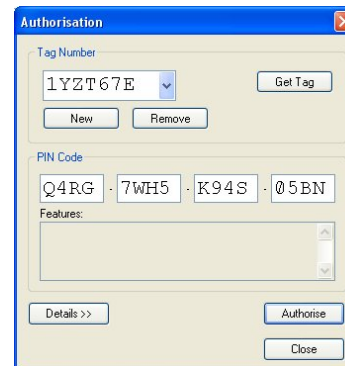 Authorisation
Tag Number
1YZT67E
Get Tag
New Remove
PIN Code
Q4RG - 7WH5 - K94S - 05BN
Features:
Details >>
Authorise
Close